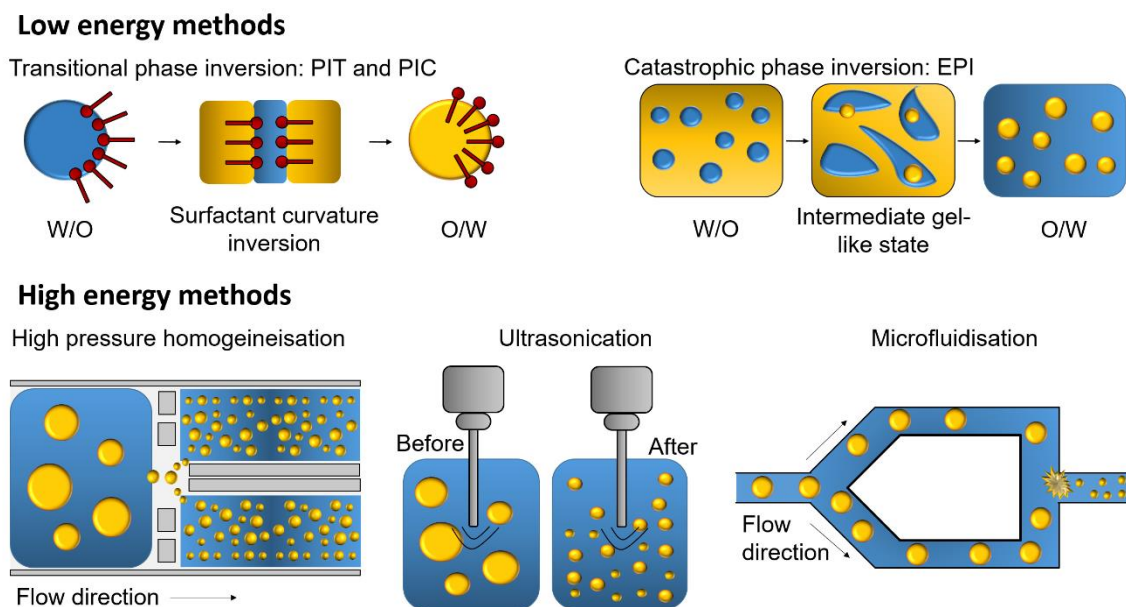 Low energy methods
Transitional phase inversion: PIT and PIC
Catastrophic phase inversion: EPI
W/O
Surfactant curvature
inversion
O/W
W/O
Intermediate gel-
like state
O/W
High energy methods
High pressure homogeineisation
Ultrasonication
Microfluidisation
Before
After
Flow
direction
Flow direction